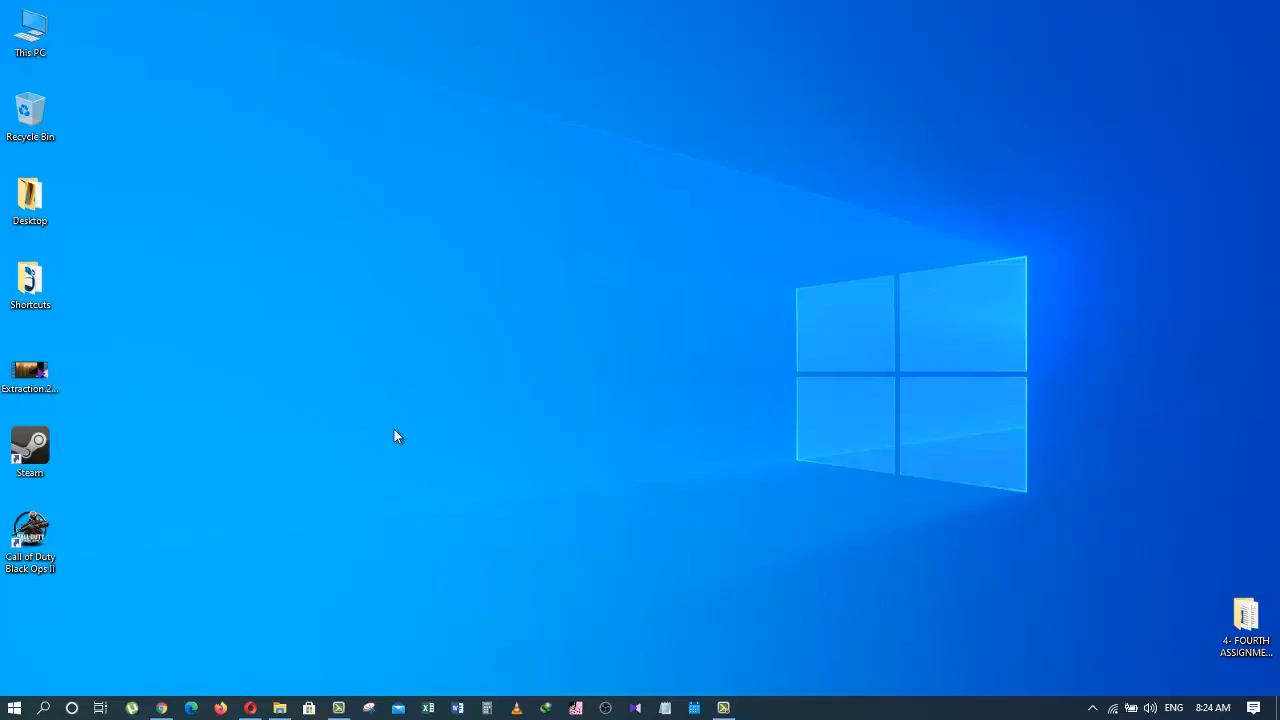 This PC
Recycle Bin
Desktop
Shortcuts
Extraction.2...
Steam
Call of Duty
Black Ops II
4- FOURTH
ASSIGNME...
ENG
8:24 AM